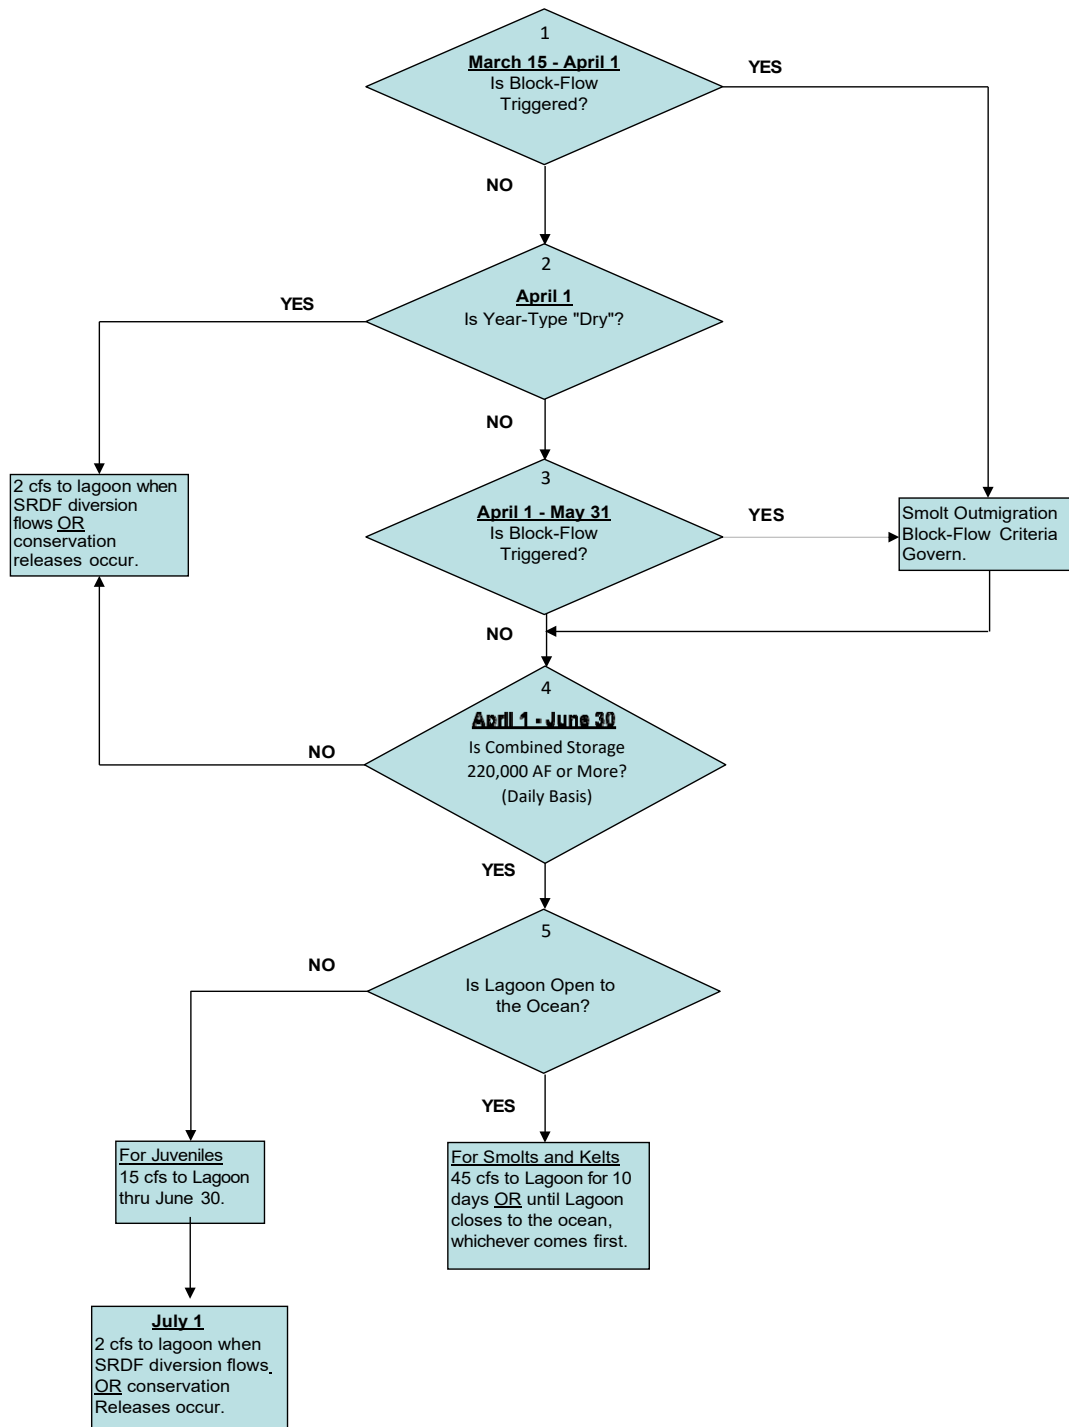 1
March 15 - April 1
Is Block-Flow
Triggered?
YES
NO
2
April 1
Is Year-Type "Dry"?
YES
NO
2 cfs to lagoon when
SRDF diversion
flows OR
conservation
releases occur.
3
April 1 - May 31
Is Block-Flow
Triggered?
YES
Smolt Outmigration
Block-Flow Criteria
Govern.
NO
4
April 1 - June 30
Is Combined Storage
220,000 AF or More?
(Daily Basis)
NO
YES
5
Is Lagoon Open to
the Ocean?
NO
YES
For Juveniles
15 cfs to Lagoon
thru June 30.
For Smolts and Kelts
45 cfs to Lagoon for 10
days OR until Lagoon
closes to the ocean,
whichever comes first.
July 1
2 cfs to lagoon when
SRDF diversion flows
OR conservation
Releases occur.